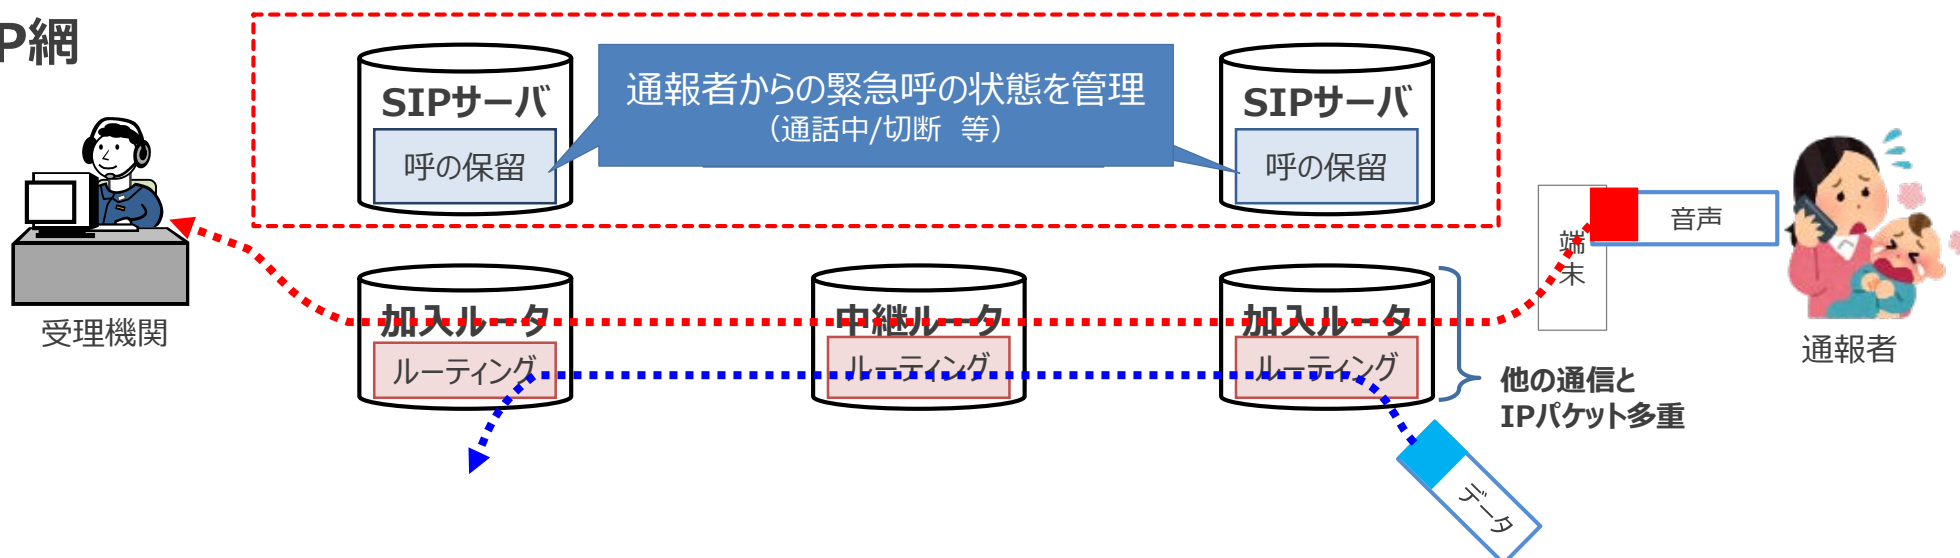 P網
SIPサーバ
呼の保留
通報者からの緊急呼の状態を管理
（通話中/切断　等）
SIPサーバ
呼の保留
端
末
音声
受理機関
加入ルータ
ルーティング
中継ルータ
ルーティング
加入ルータ
ルーティング
通報者
他の通信と
IPパケット多重
データ